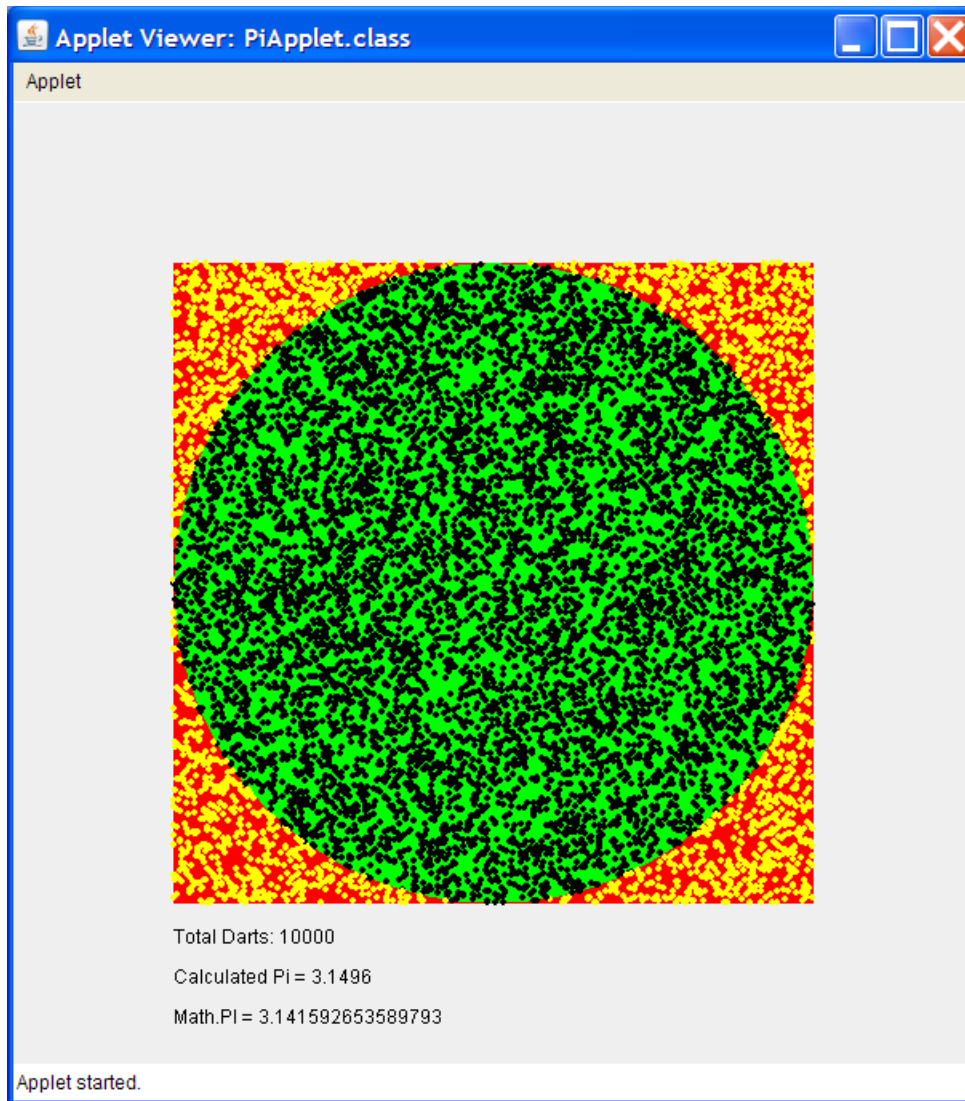 Applet Viewer: PiApplet.class
Applet
Total Darts: 10000
Calculated Pi = 3.1496
Math.PI = 3.141592653589793
Applet started.